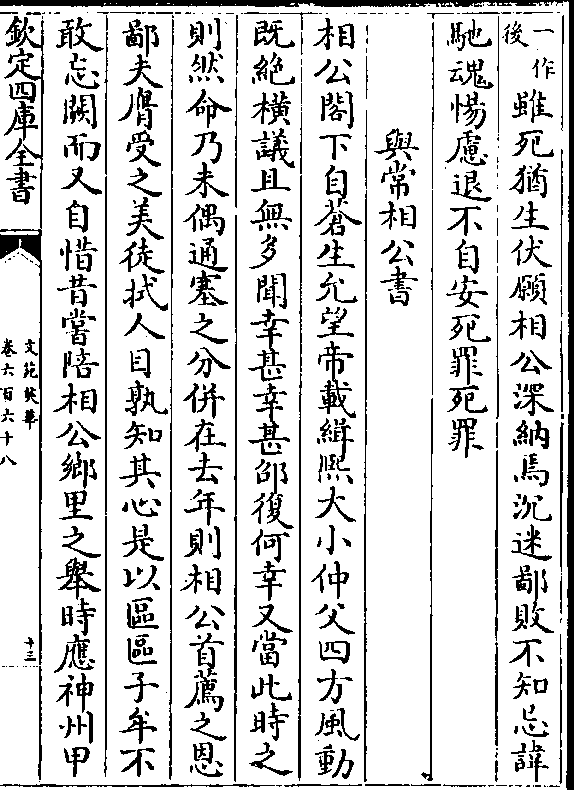 一作後雖死猶生伏願相公深納焉沉迷鄙敗不知忌諱
馳魂惕慮退不自安死罪死罪
與常相公書
相公閣下自蒼生允望帝載緝熈大小仲父四方風動
既絶橫議且無多聞幸甚幸甚邵復何幸又當此時之
則然命乃未偶通塞之分併在去年則相公首薦之恩
鄙夫膺受之美徒拭人目孰知其心是以區區子牟不
敢忘闕而又自惜昔嘗陪相公鄉里之舉時應神州甲
欽定四庫全書
文苑英華
卷六百六十八
十三